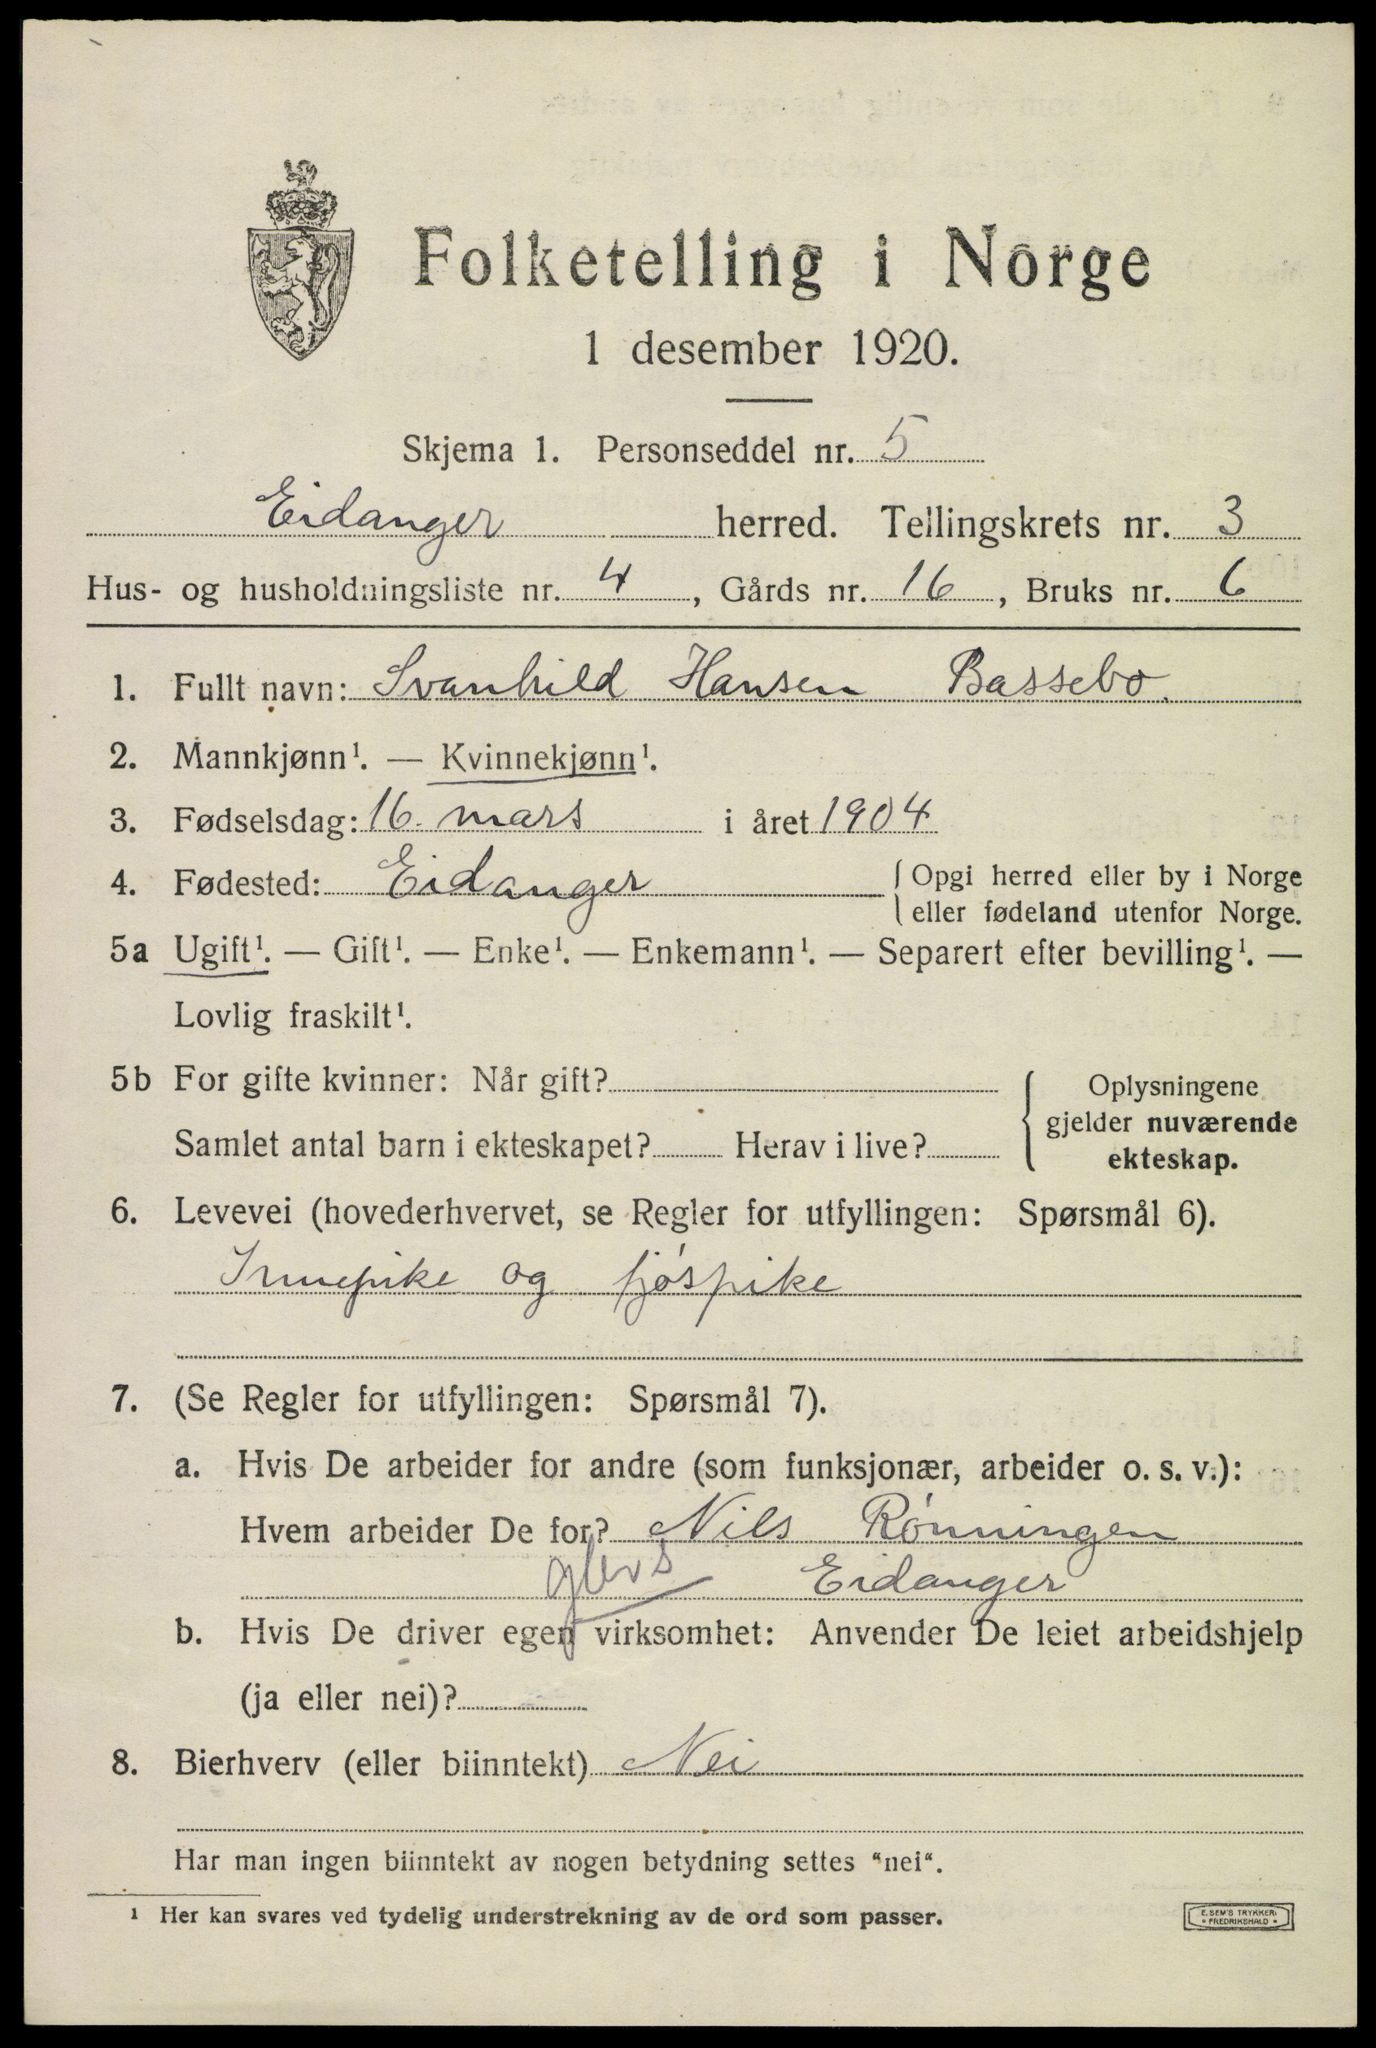 Folketelling i Norge
1 desember 1920.
Skjema 1. Personseddel nr. 5
Eidanger herred. Tellingskrets nr. 3
Hus- og husholdningsliste nr. 4, Gårds nr. 16, Bruks nr. 6
1. Fullt navn: Svanhild Hansen Bassebo.
2. Mannkjønn¹. — Kvinnekjønn¹.
3. Fødselsdag: 16. mars i året 1904
4. Fødested: Eidanger { Opgi herred eller by i Norge
eller fødeland utenfor Norge.
5a Ugift¹. — Gift¹. — Enke¹. — Enkemann¹. — Separert efter bevilling¹. —
Lovlig fraskilt¹.
5b For gifte kvinner: Når gift? { Oplysningene
gjelder nuværende
Samlet antal barn i ekteskapet? Herav i live?
ekteskap.
6. Levevei (hovederhvervet, se Regler for utfyllingen: Spørsmål 6).
Innepike og fjøspike
7. (Se Regler for utfyllingen: Spørsmål 7).
a. Hvis De arbeider for andre (som funksjonær, arbeider o. s. v.):
Hvem arbeider De for? Nils Rønningen
Eidanger
b. Hvis De driver egen virksomhet: Anvender De leiet arbeidshjelp
(ja eller nei)?
8. Bierhverv (eller biinntekt) Nei
Har man ingen biinntekt av nogen betydning settes "nei".
¹ Her kan svares ved tydelig understrekning av de ord som passer.
E. SEM'S TRYKKERI
• FREDRIKSHALD •